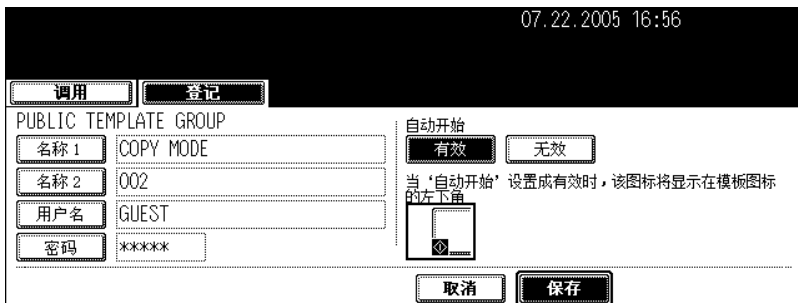 07.22.2005 16:56
调用 登记
PUBLIC TEMPLATE GROUP
名称 1 COPY MODE
名称 2 002
用户名 GUEST
密码 *****
自动开始
有效 无效
当‘自动开始’设置成有效时，该图标将显示在模板图标
的左下角
取消 保存